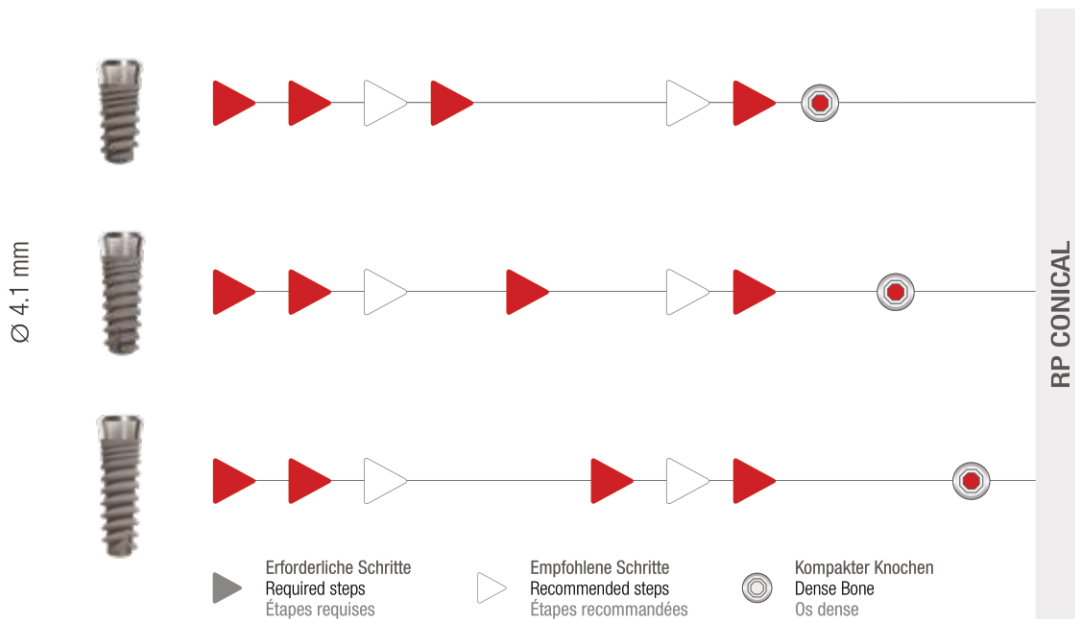 Ø 4.1 mm
RP CONICAL
Erforderliche Schritte
Required steps
Étapes requises
Empfohlene Schritte
Recommended steps
Étapes recommandées
Kompakter Knochen
Dense Bone
Os dense